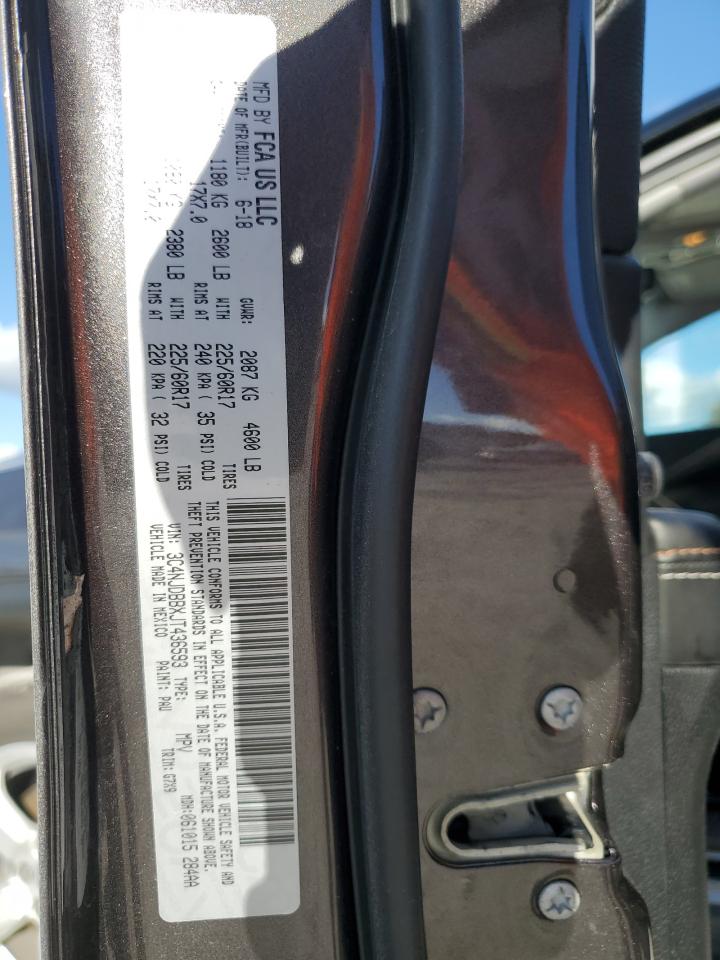 MFD BY FCA US LLC
DATE OF MFR(BUILT): 6-18 GVWR: 2087 KG 4600 LB
1180 KG 2600 LB WITH 225/60R17 TIRES
17X7.0 RIMS AT 240 KPA ( 35 PSI) COLD
2380 LB WITH 225/60R17 TIRES
RIMS AT 220 KPA ( 32 PSI) COLD
THIS VEHICLE CONFORMS TO ALL APPLICABLE U.S.A. FEDERAL MOTOR VEHICLE SAFETY AND
THEFT PREVENTION STANDARDS IN EFFECT ON THE DATE OF MANUFACTURE SHOWN ABOVE.
VIN: 3C4NJDBBXJT436593 TYPE: MPV MDH:061015 284AA
VEHICLE MADE IN MEXICO PAINT: PAU TRIM: G7X9